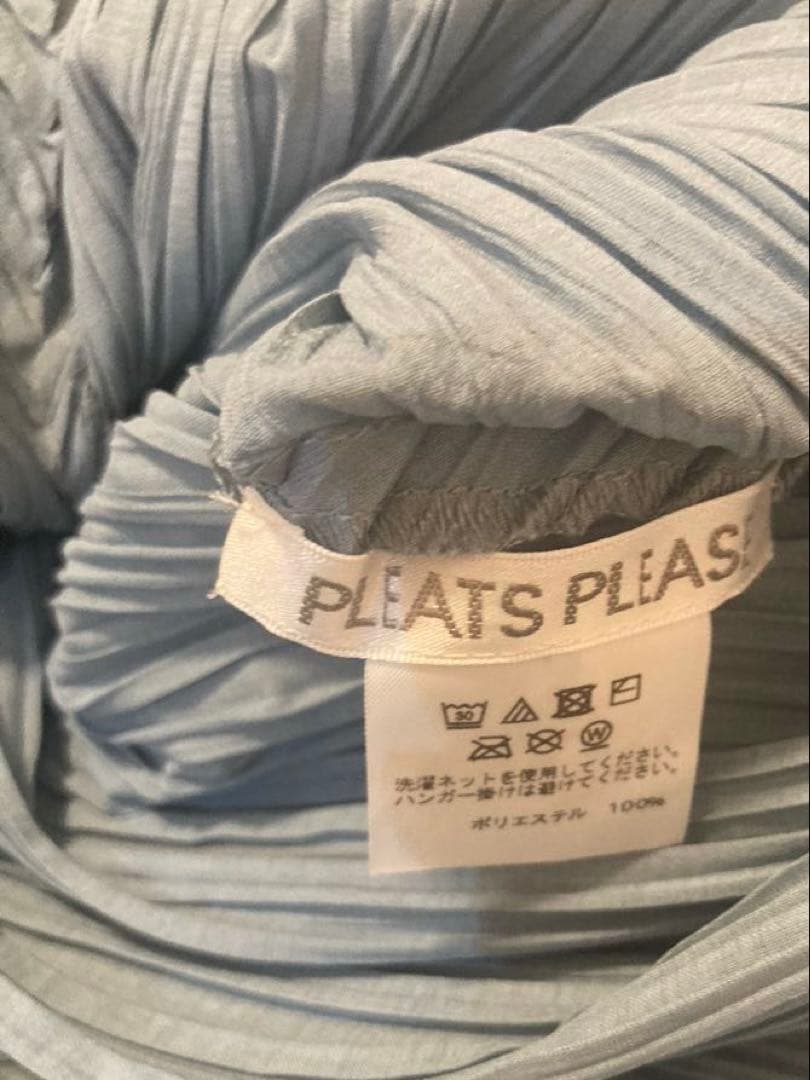 PLEATS PLEASE
30
W
洗濯ネットを使用してください。
ハンガー掛けは避けてください。
ポリエステル 100%